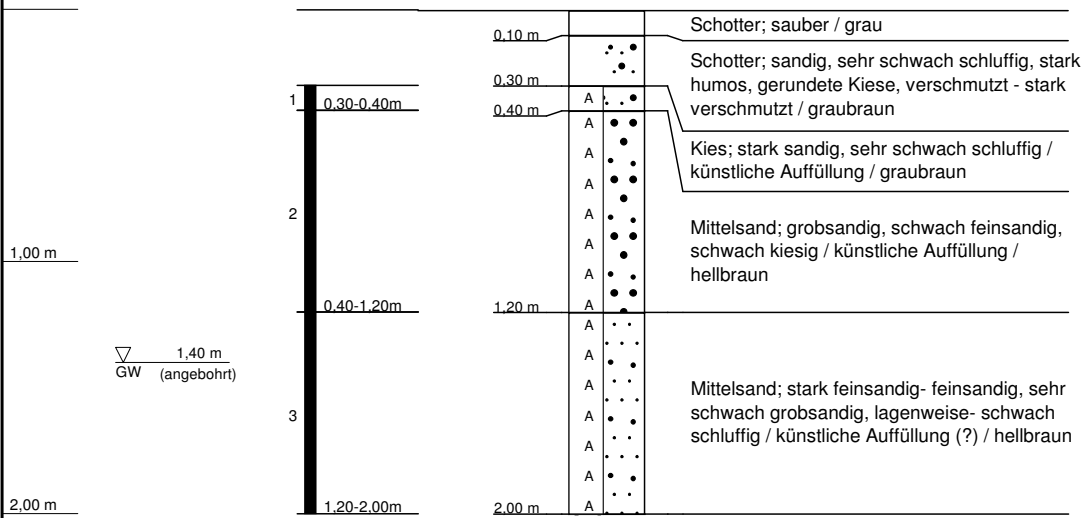 Schotter; sauber / grau
0,10 m
Schotter; sandig, sehr schwach schluffig, stark
humos, gerundete Kiese, verschmutzt - stark
verschmutzt / graubraun
0,30 m
1
0,30-0,40m
A
0,40 m
A
Kies; stark sandig, sehr schwach schluffig /
künstliche Auffüllung / graubraun
A
A
2
A
Mittelsand; grobsandig, schwach feinsandig,
schwach kiesig / künstliche Auffüllung /
hellbraun
1,00 m
A
A
0,40-1,20m
1,20 m
A
A
1,40 m
GW (angebohrt)
A
A
Mittelsand; stark feinsandig- feinsandig, sehr
schwach grobsandig, lagenweise- schwach
schluffig / künstliche Auffüllung (?) / hellbraun
3
A
A
A
2,00 m
1,20-2,00m
2,00 m
A